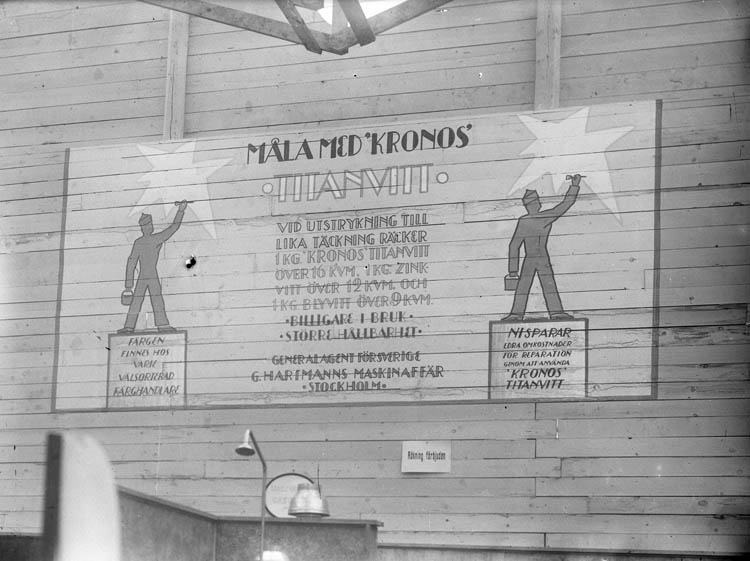 MÅLA MED 'KRONOS'
• TITANVITT •
VID UTSTRYKNING TILL
LIKA TÄCKNING RÄCKER
1 KG. 'KRONOS' TITANVITT
ÖVER 16 KVM, 1 KG. ZINK-
VITT ÖVER 12 KVM. OCH
1 KG. BLYVITT ÖVER 9 KVM.
• BILLIGARE I BRUK •
• STÖRRE HÅLLBARHET •
GENERALAGENT FÖR SVERIGE
G. HARTMANNS MASKINAFFÄR
• STOCKHOLM •
FÄRGEN
FINNES HOS
VARJE
VÄLSORTERAD
FÄRGHANDLARE
NI SPARAR
EDRA OMKOSTNADER
FÖR REPARATION
GENOM ATT ANVÄNDA
'KRONOS'
TITANVITT
Rökning förbjuden